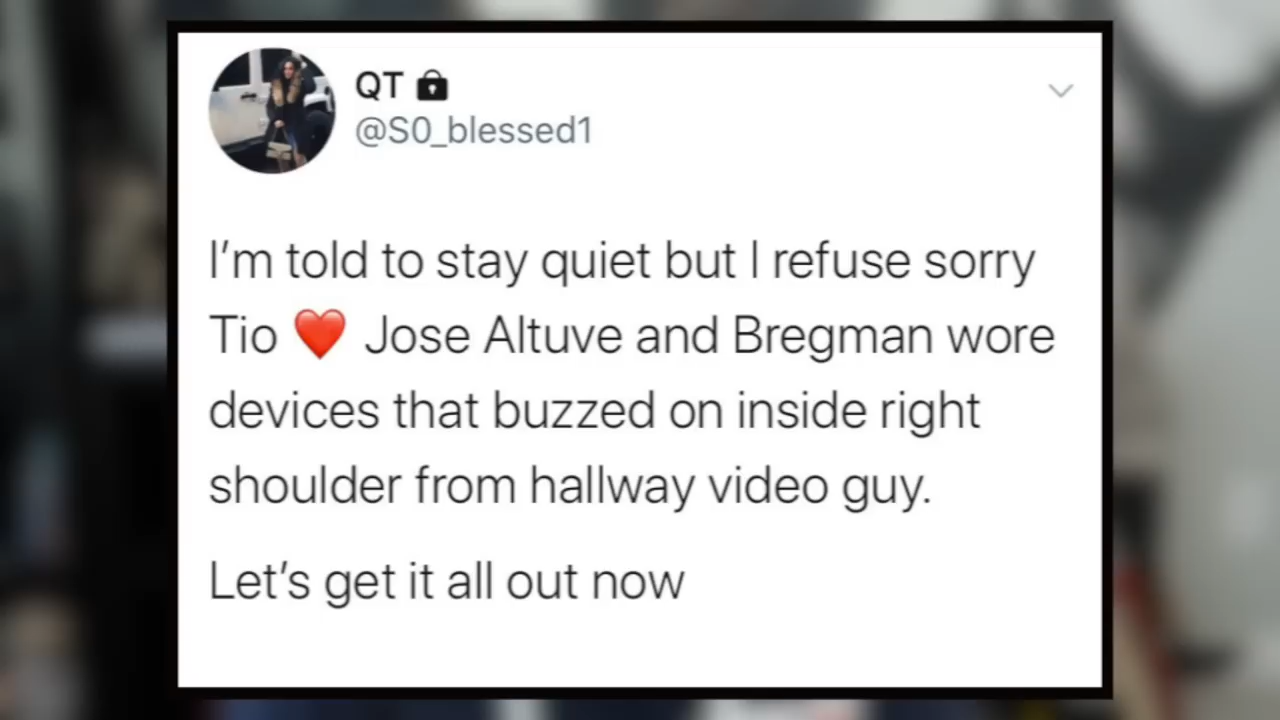 QT 🔒
@S0_blessed1
I'm told to stay quiet but I refuse sorry
Tio ❤️ Jose Altuve and Bregman wore
devices that buzzed on inside right
shoulder from hallway video guy.
Let's get it all out now